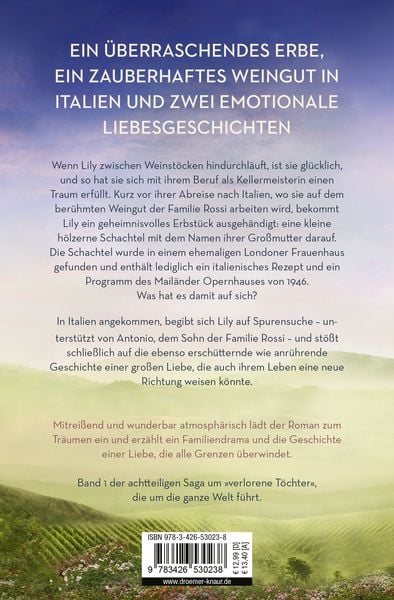 EIN ÜBERRASCHENDES ERBE,
EIN ZAUBERHAFTES WEINGUT IN
ITALIEN UND ZWEI EMOTIONALE
LIEBESGESCHICHTEN
Wenn Lily zwischen Weinstöcken hindurchläuft, ist sie glücklich,
und so hat sie sich mit ihrem Beruf als Kellermeisterin einen
Traum erfüllt. Kurz vor ihrer Abreise nach Italien, wo sie auf dem
berühmten Weingut der Familie Rossi arbeiten wird, bekommt
Lily ein geheimnisvolles Erbstück ausgehändigt: eine kleine
hölzerne Schachtel mit dem Namen ihrer Großmutter darauf.
Die Schachtel wurde in einem ehemaligen Londoner Frauenhaus
gefunden und enthält lediglich ein italienisches Rezept und ein
Programm des Mailänder Opernhauses von 1946.
Was hat es damit auf sich?
In Italien angekommen, begibt sich Lily auf Spurensuche – un-
terstützt von Antonio, dem Sohn der Familie Rossi – und stößt
schließlich auf die ebenso erschütternde wie anrührende
Geschichte einer großen Liebe, die auch ihrem Leben eine neue
Richtung weisen könnte.
Mitreißend und wunderbar atmosphärisch lädt der Roman zum
Träumen ein und erzählt ein Familiendrama und die Geschichte
einer Liebe, die alle Grenzen überwindet.
Band 1 der achtteiligen Saga um »verlorene Töchter«,
die um die ganze Welt führt.
ISBN 978-3-426-53023-8
9 783426 530238
€ 12,99 [D]
€ 13,40 [A]
www.droemer-knaur.de